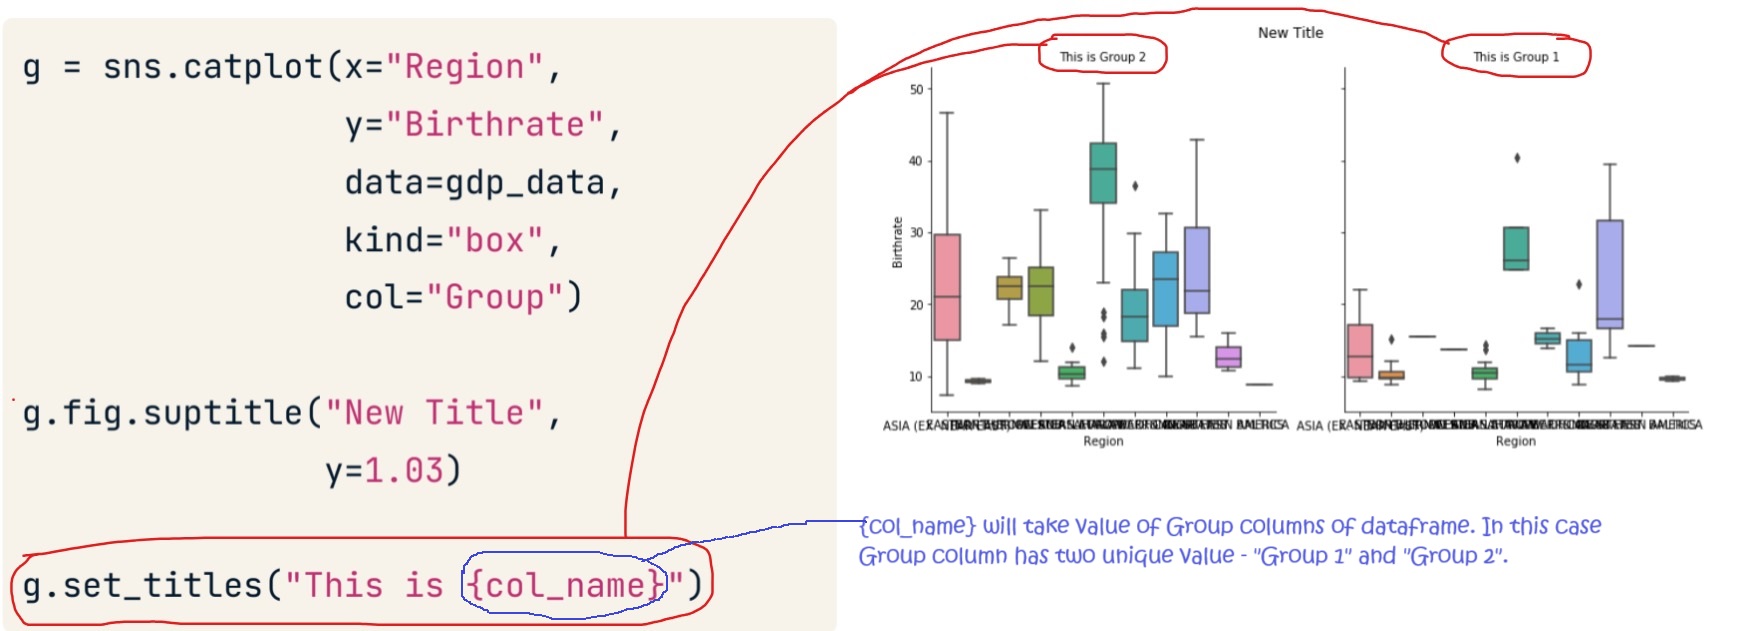 g = sns.catplot(x="Region",
y="Birthrate",
data=gdp_data,
kind="box",
col="Group")
g.fig.suptitle("New Title",
y=1.03)
g.set_titles("This is {col_name}")
New Title
This is Group 2
This is Group 1
50
40
30
20
10
Birthrate
ASIA (EX
Region
ASIA (EX
Region
{col_name} will take value of Group columns of dataframe. In this case
Group column has two unique value - "Group 1" and "Group 2".